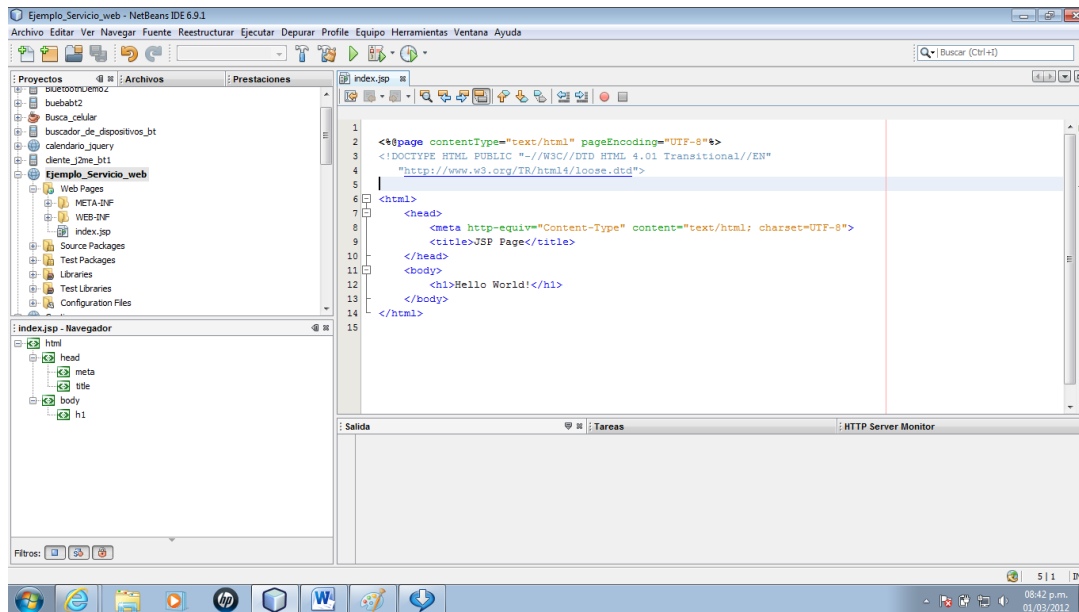 Ejemplo_Servicio_web - NetBeans IDE 6.9.1
Archivo Editar Ver Navegar Fuente Reestructurar Ejecutar Depurar Profile Equipo Herramientas Ventana Ayuda
Buscar (Ctrl+I)
Proyectos Archivos Prestaciones
BluetoothDemo2
buebabt2
Busca_celular
buscador_de_dispositivos_bt
calendario_jquery
cliente_j2me_bt1
Ejemplo_Servicio_web
Web Pages
META-INF
WEB-INF
index.jsp
Source Packages
Test Packages
Libraries
Test Libraries
Configuration Files
index.jsp - Navegador
html
head
meta
title
body
h1
Filtros:
index.jsp
1
2 <%@page contentType="text/html" pageEncoding="UTF-8"%>
3 <!DOCTYPE HTML PUBLIC "-//W3C//DTD HTML 4.01 Transitional//EN"
4 "http://www.w3.org/TR/html4/loose.dtd">
5
6 <html>
7 <head>
8 <meta http-equiv="Content-Type" content="text/html; charset=UTF-8">
9 <title>JSP Page</title>
10 </head>
11 <body>
12 <h1>Hello World!</h1>
13 </body>
14 </html>
15
Salida Tareas HTTP Server Monitor
5|1
hp
08:42 p.m.
01/03/2012